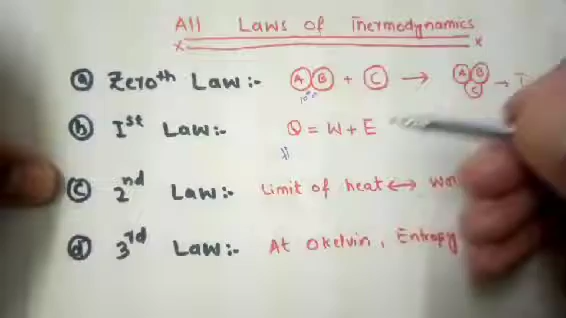 All Laws of Thermodynamics
x x
ⓐ Zeroth Law:- A B + C → A B C → T
10°C
ⓑ Ist Law:- Q = W + E
ⓒ 2nd Law:- Limit of heat ↔
ⓓ 3rd Law:- At 0 kelvin, Entropy